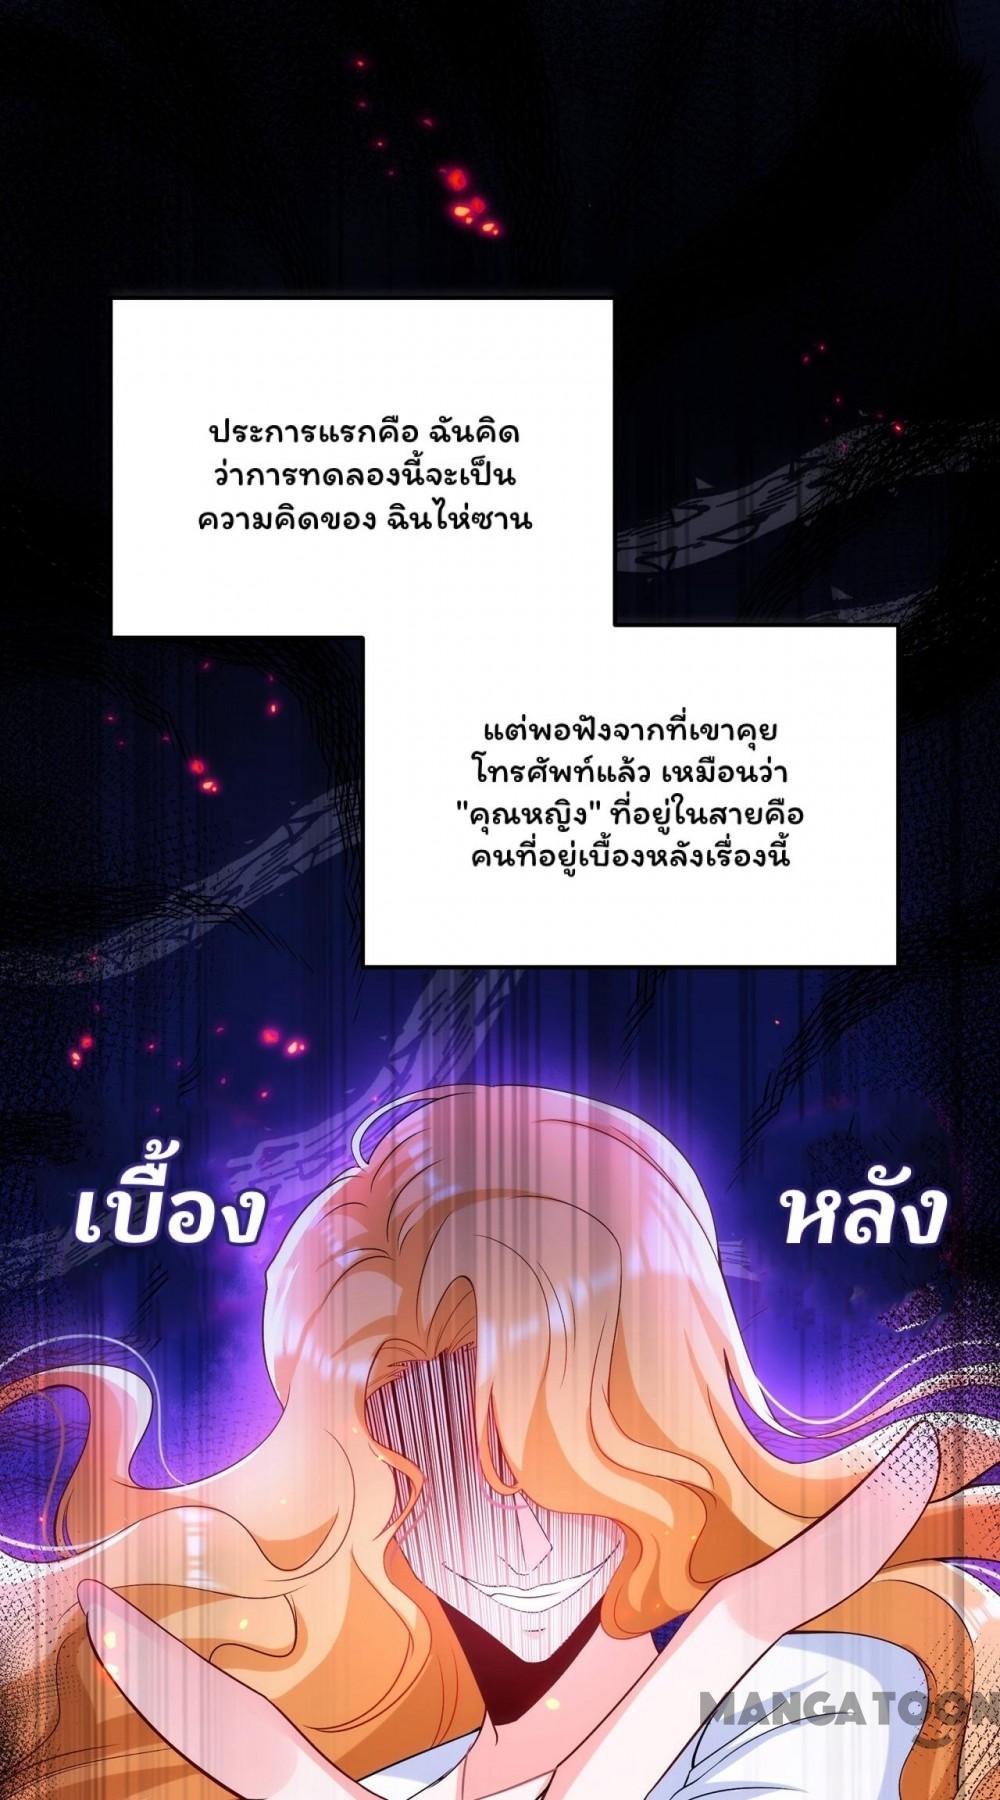 ประการแรกคือ ฉันคิด
ว่าการทดลองนี้จะเป็น
ความคิดของ ฉินไห่ซาน
แต่พอฟังจากที่เขาคุย
โทรศัพท์แล้ว เหมือนว่า
"คุณหญิง" ที่อยู่ในสายคือ
คนที่อยู่เบื้องหลังเรื่องนี้
เบื้อง หลัง
MANGATOON